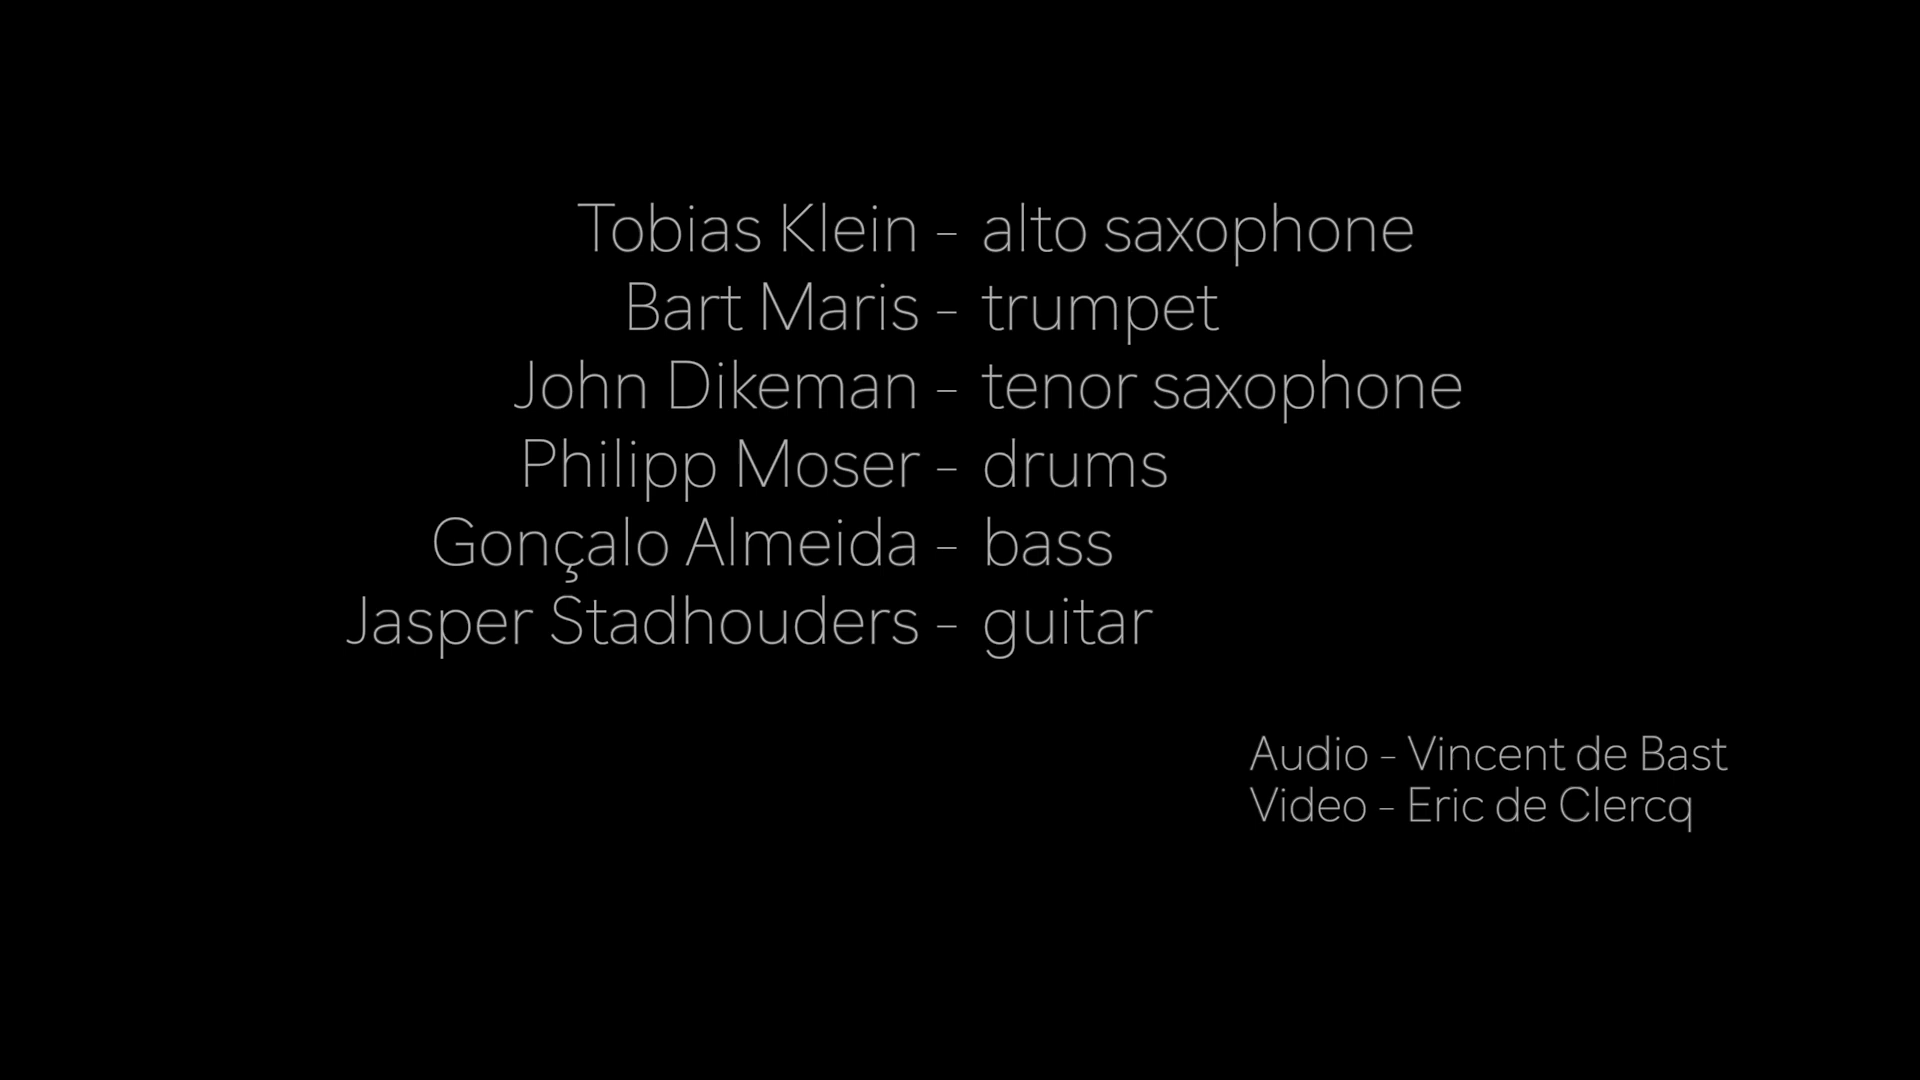 Tobias Klein - alto saxophone
Bart Maris - trumpet
John Dikeman - tenor saxophone
Philipp Moser - drums
Gonçalo Almeida - bass
Jasper Stadhouders - guitar
Audio - Vincent de Bast
Video - Eric de Clercq